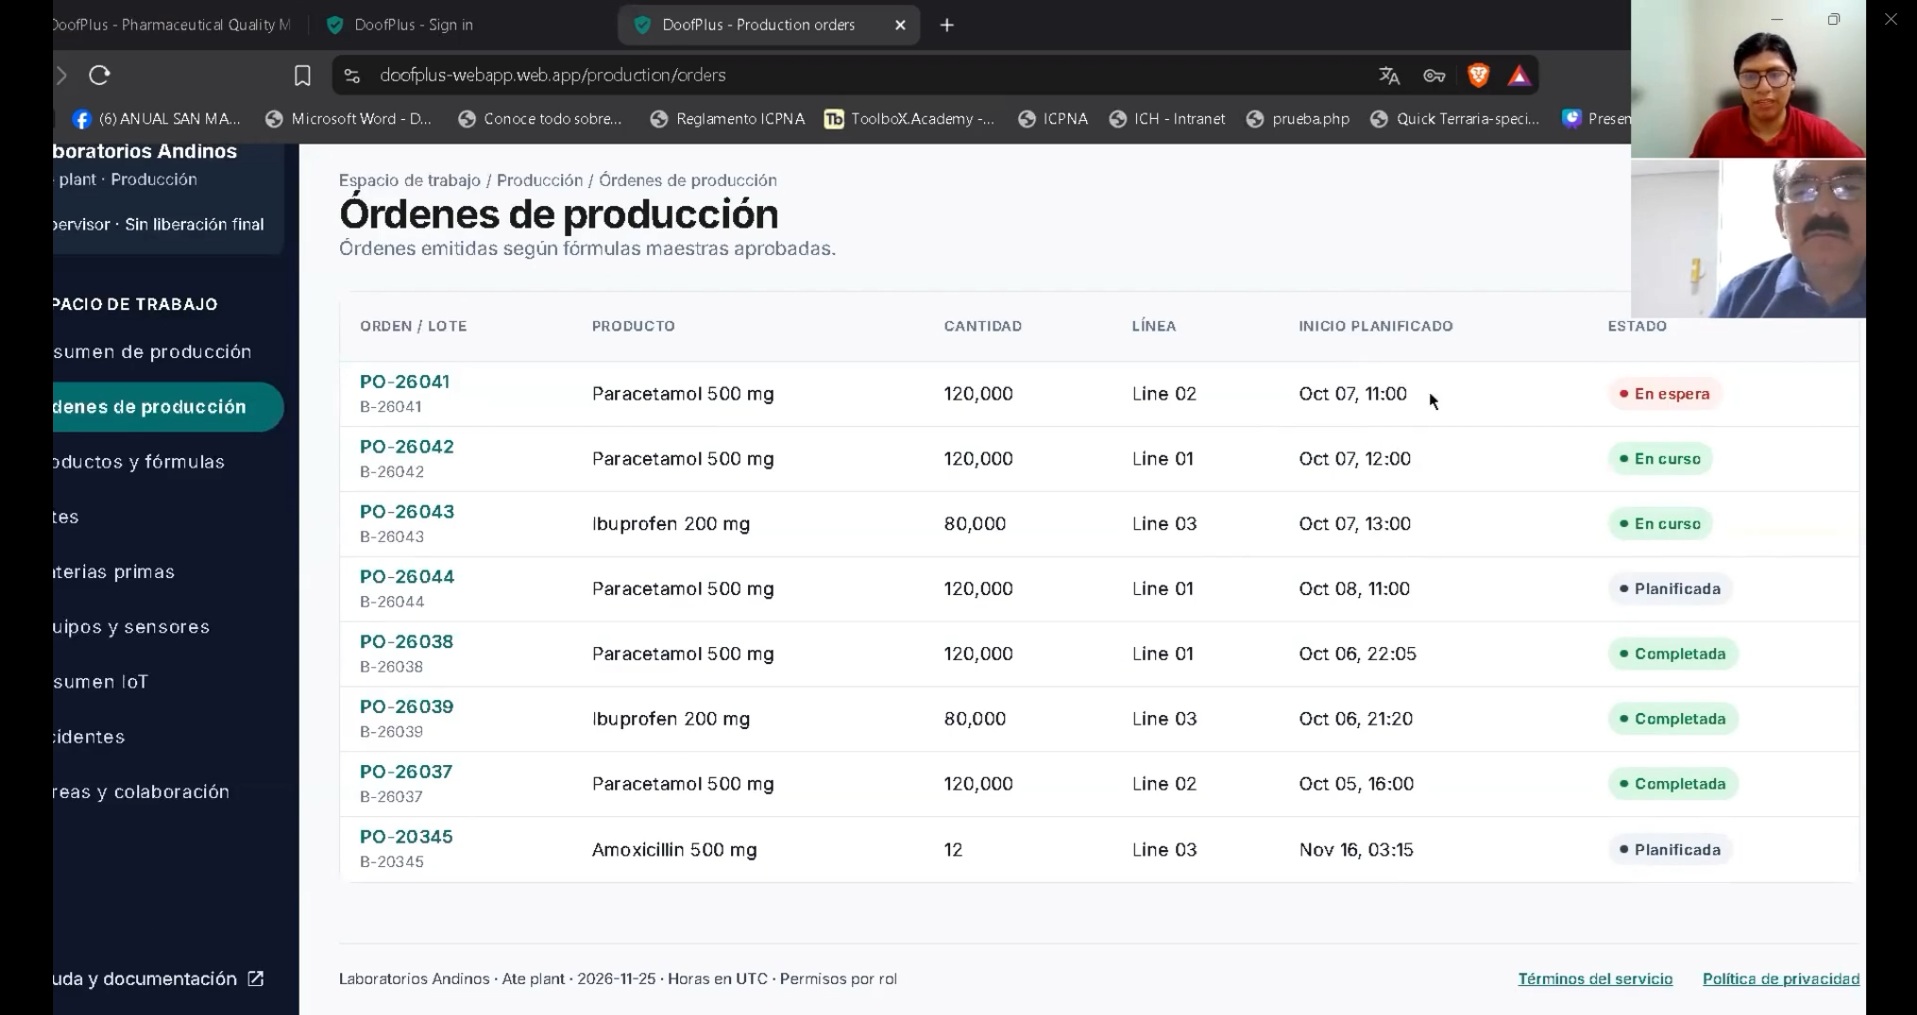 DoofPlus - Pharmaceutical Quality M
DoofPlus - Sign in
DoofPlus - Production orders
doofplus-webapp.web.app/production/orders
(6) ANUAL SAN MA...
Microsoft Word - D...
Conoce todo sobre...
Reglamento ICPNA
Tb
ToolboX.Academy -...
ICPNA
ICH - Intranet
prueba.php
Quick Terraria-speci...
Presen
boratorios Andinos
plant · Producción
ervisor · Sin liberación final
PACIO DE TRABAJO
sumen de producción
denes de producción
oductos y fórmulas
tes
terias primas
uipos y sensores
sumen IoT
cidentes
reas y colaboración
uda y documentación
Espacio de trabajo / Producción / Órdenes de producción
Órdenes de producción
Órdenes emitidas según fórmulas maestras aprobadas.
ORDEN / LOTE PRODUCTO CANTIDAD LÍNEA INICIO PLANIFICADO ESTADO
PO-26041 Paracetamol 500 mg 120,000 Line 02 Oct 07, 11:00 En espera
B-26041
PO-26042 Paracetamol 500 mg 120,000 Line 01 Oct 07, 12:00 En curso
B-26042
PO-26043 Ibuprofen 200 mg 80,000 Line 03 Oct 07, 13:00 En curso
B-26043
PO-26044 Paracetamol 500 mg 120,000 Line 01 Oct 08, 11:00 Planificada
B-26044
PO-26038 Paracetamol 500 mg 120,000 Line 01 Oct 06, 22:05 Completada
B-26038
PO-26039 Ibuprofen 200 mg 80,000 Line 03 Oct 06, 21:20 Completada
B-26039
PO-26037 Paracetamol 500 mg 120,000 Line 02 Oct 05, 16:00 Completada
B-26037
PO-20345 Amoxicillin 500 mg 12 Line 03 Nov 16, 03:15 Planificada
B-20345
Laboratorios Andinos · Ate plant · 2026-11-25 · Horas en UTC · Permisos por rol
Términos del servicio
Política de privacidad